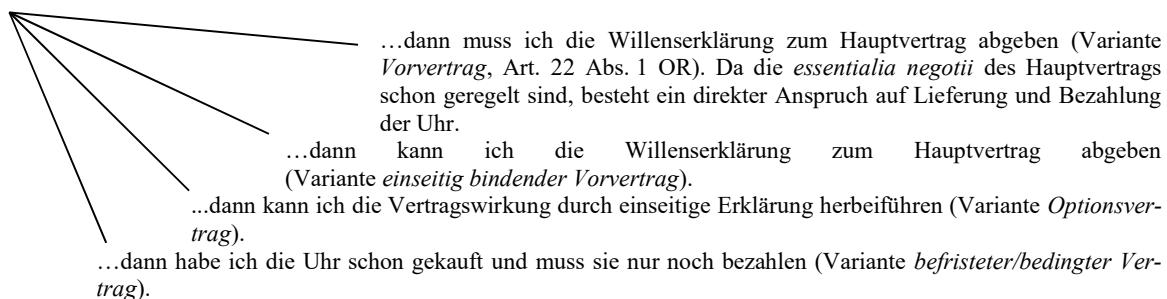 …dann muss ich die Willenserklärung zum Hauptvertrag abgeben (Variante
Vorvertrag, Art. 22 Abs. 1 OR). Da die essentialia negotii des Hauptvertrags
schon geregelt sind, besteht ein direkter Anspruch auf Lieferung und Bezahlung
der Uhr.
…dann kann ich die Willenserklärung zum Hauptvertrag abgeben
(Variante einseitig bindender Vorvertrag).
...dann kann ich die Vertragswirkung durch einseitige Erklärung herbeiführen (Variante Optionsver-
trag).
…dann habe ich die Uhr schon gekauft und muss sie nur noch bezahlen (Variante befristeter/bedingter Ver-
trag).